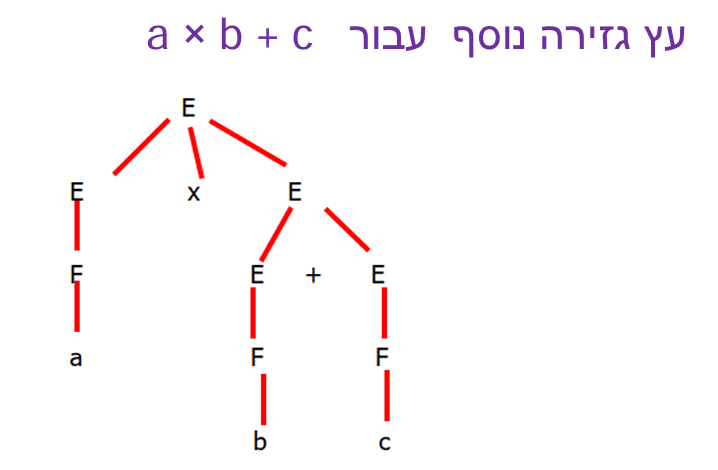 עץ גזירה נוסף עבור a × b + c
E
E x E
F E + E
a F F
b c